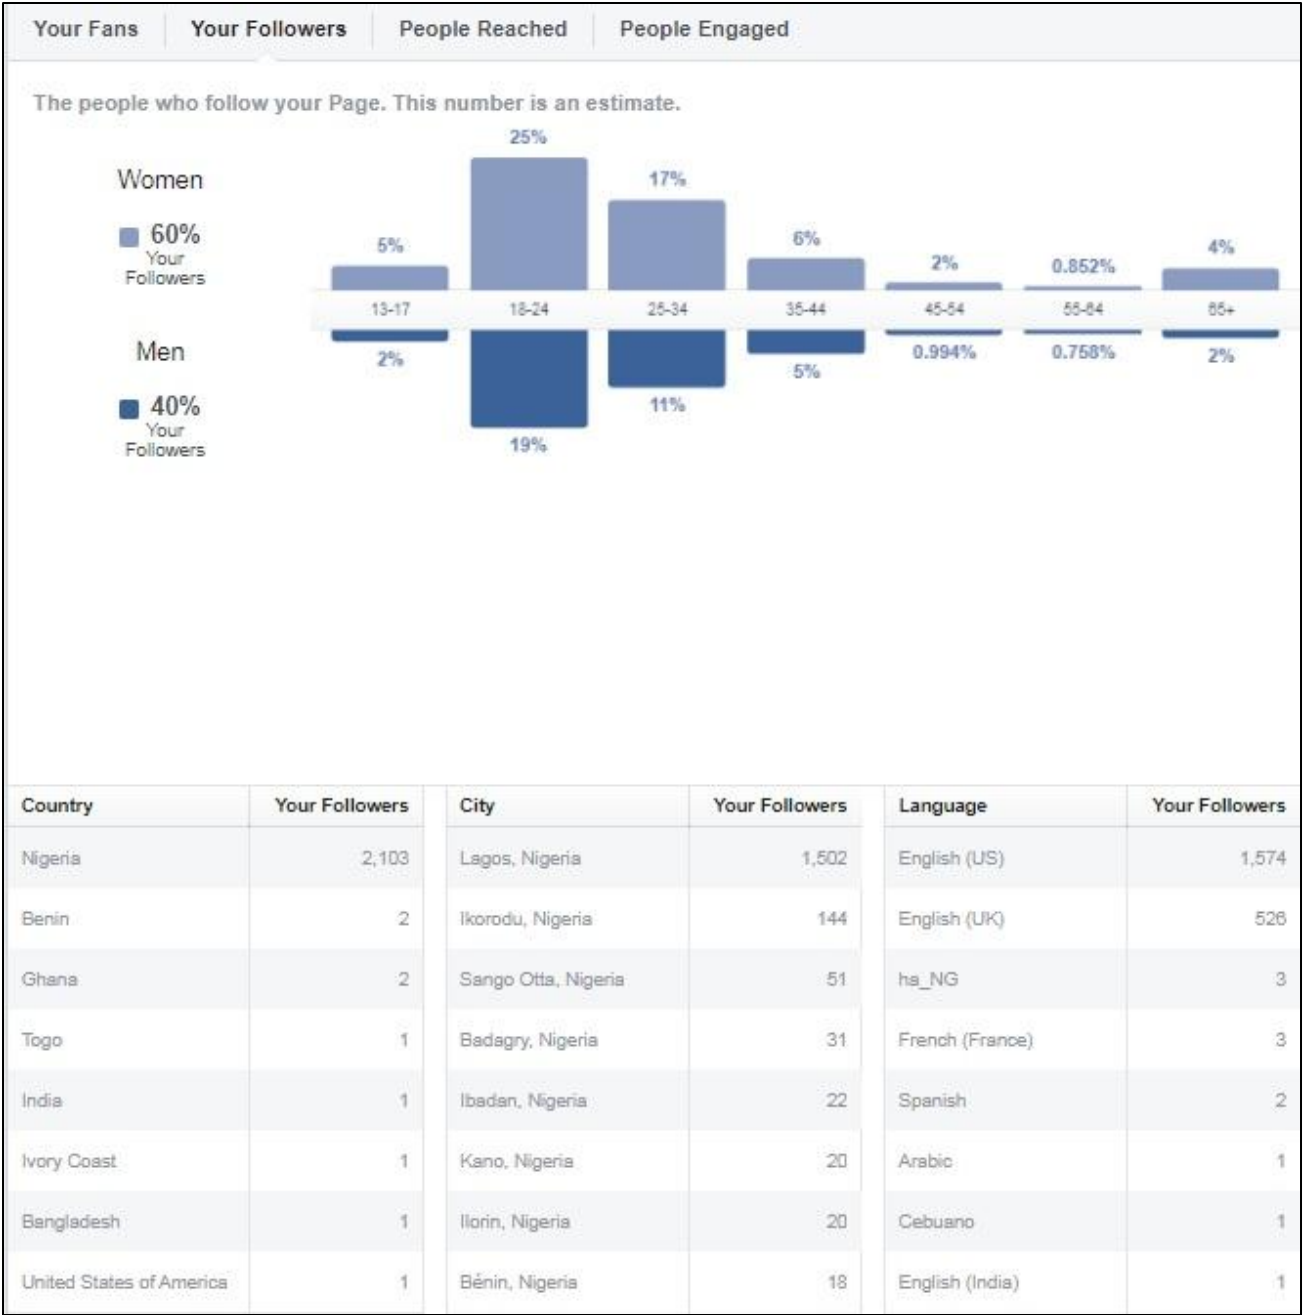 Your Fans Your Followers People Reached People Engaged
The people who follow your Page. This number is an estimate.
Women
60%
Your
Followers
25%
17%
5%
6%
2%
0.852%
4%
13-17 18-24 25-34 35-44 45-54 55-64 65+
Men
40%
Your
Followers
2%
19%
11%
5%
0.994%
0.758%
2%
Country Your Followers City Your Followers Language Your Followers
Nigeria 2,103 Lagos, Nigeria 1,502 English (US) 1,574
Benin 2 Ikorodu, Nigeria 144 English (UK) 526
Ghana 2 Sango Otta, Nigeria 51 ha_NG 3
Togo 1 Badagry, Nigeria 31 French (France) 3
India 1 Ibadan, Nigeria 22 Spanish 2
Ivory Coast 1 Kano, Nigeria 20 Arabic 1
Bangladesh 1 Ilorin, Nigeria 20 Cebuano 1
United States of America 1 Bénin, Nigeria 18 English (India) 1